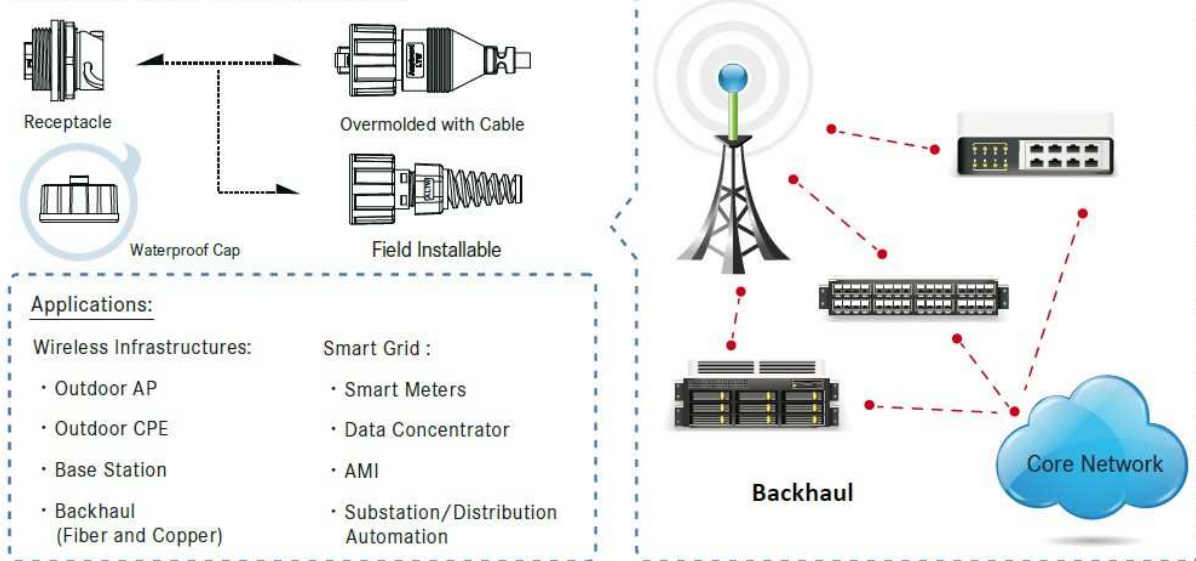 Receptacle
Overmolded with Cable
Waterproof Cap
Field Installable
Applications:
Wireless Infrastructures:
· Outdoor AP
· Outdoor CPE
· Base Station
· Backhaul
(Fiber and Copper)
Smart Grid :
· Smart Meters
· Data Concentrator
· AMI
· Substation/Distribution
Automation
Backhaul
Core Network